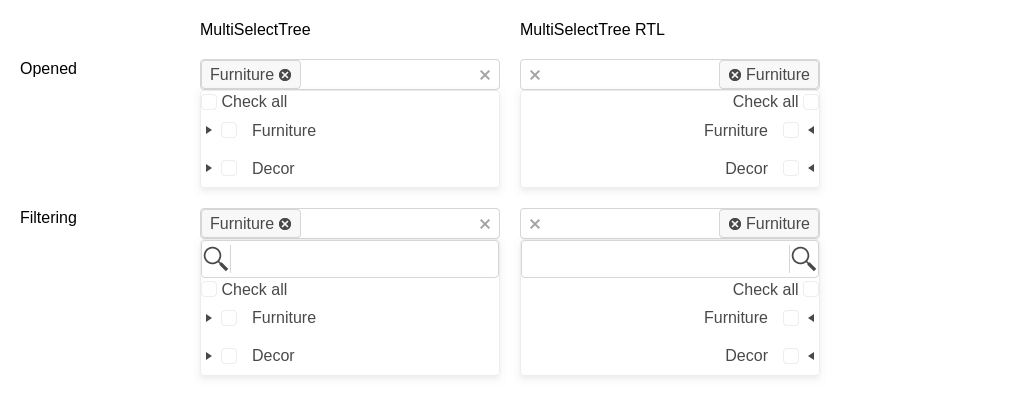 MultiSelectTree MultiSelectTree RTL
Opened
Furniture Furniture
Check all Check all
Furniture Furniture
Decor Decor
Filtering
Furniture Furniture
Check all Check all
Furniture Furniture
Decor Decor